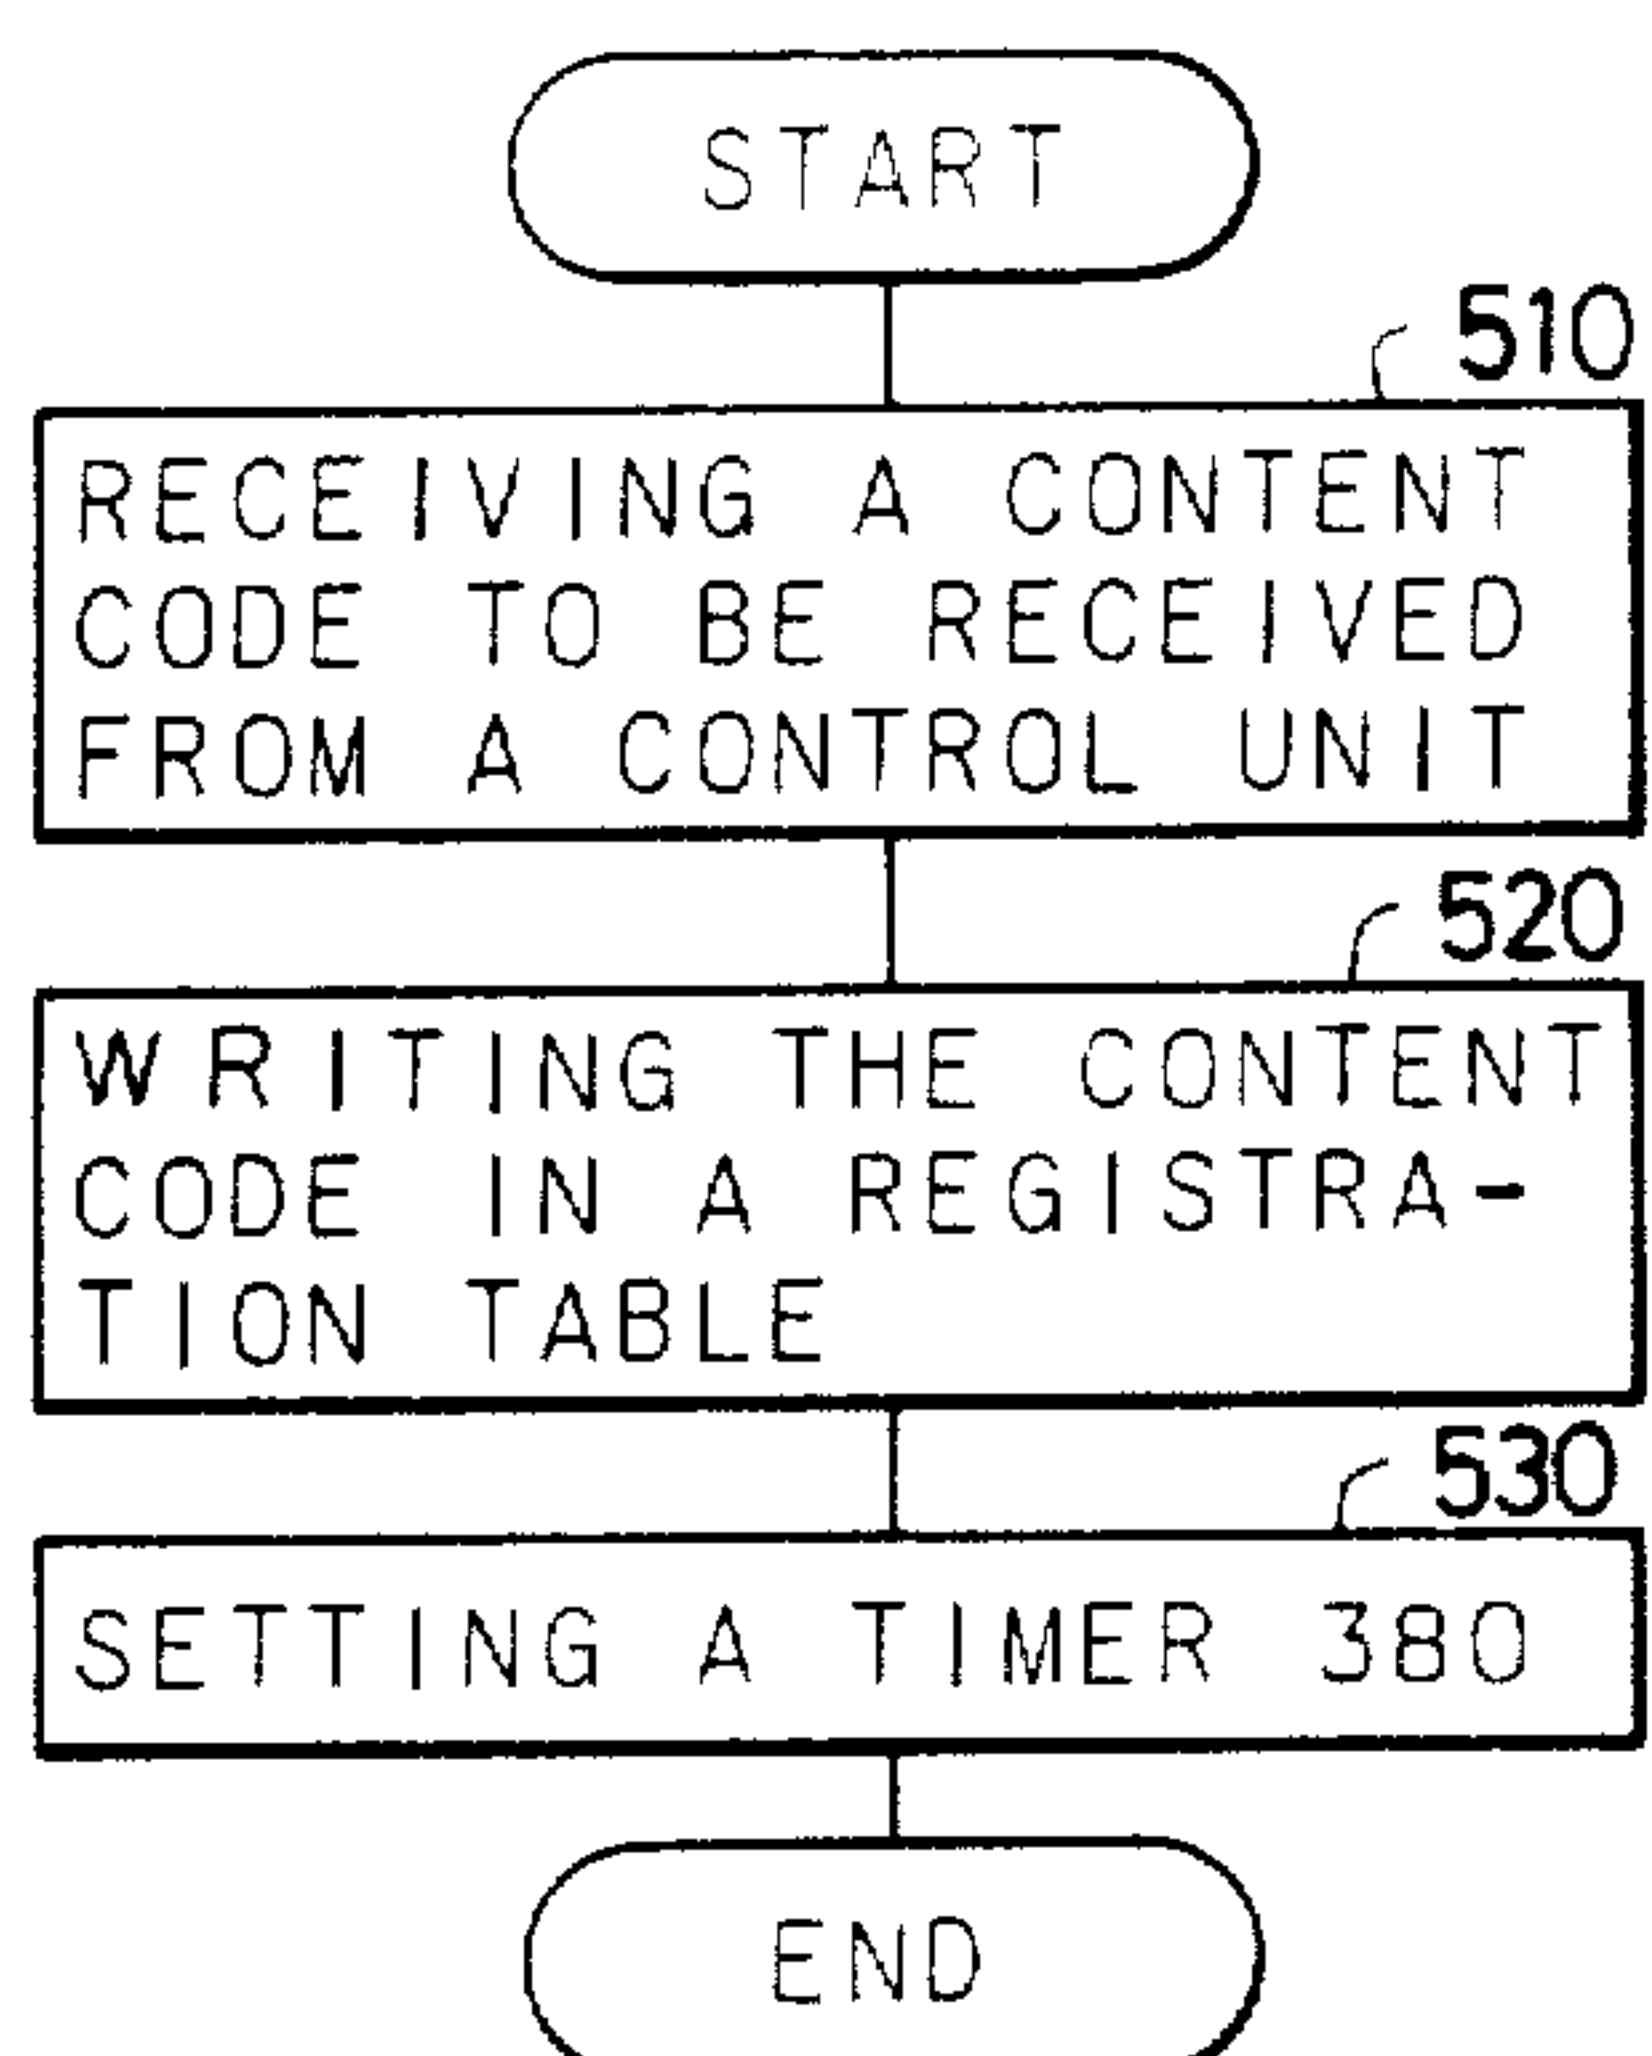 START
510
RECEIVING A CONTENT
CODE TO BE RECEIVED
FROM A CONTROL UNIT
520
WRITING THE CONTENT
CODE IN A REGISTRA-
TION TABLE
530
SETTING A TIMER 380
END